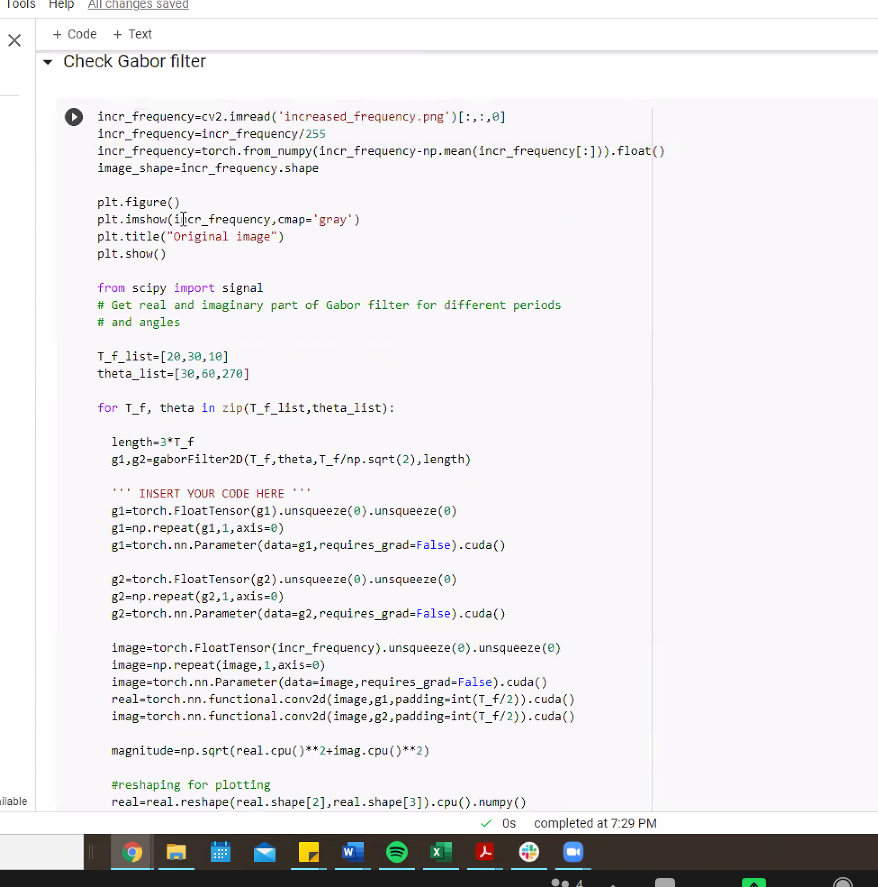 Tools Help All changes saved
+ Code + Text
Check Gabor filter
incr_frequency=cv2.imread('increased_frequency.png')[:,:,0]
incr_frequency=incr_frequency/255
incr_frequency=torch.from_numpy(incr_frequency-np.mean(incr_frequency[:])).float()
image_shape=incr_frequency.shape
plt.figure()
plt.imshow(incr_frequency,cmap='gray')
plt.title("Original image")
plt.show()
from scipy import signal
# Get real and imaginary part of Gabor filter for different periods
# and angles
T_f_list=[20,30,10]
theta_list=[30,60,270]
for T_f, theta in zip(T_f_list,theta_list):
length=3*T_f
g1,g2=gaborFilter2D(T_f,theta,T_f/np.sqrt(2),length)
''' INSERT YOUR CODE HERE '''
g1=torch.FloatTensor(g1).unsqueeze(0).unsqueeze(0)
g1=np.repeat(g1,1,axis=0)
g1=torch.nn.Parameter(data=g1,requires_grad=False).cuda()
g2=torch.FloatTensor(g2).unsqueeze(0).unsqueeze(0)
g2=np.repeat(g2,1,axis=0)
g2=torch.nn.Parameter(data=g2,requires_grad=False).cuda()
image=torch.FloatTensor(incr_frequency).unsqueeze(0).unsqueeze(0)
image=np.repeat(image,1,axis=0)
image=torch.nn.Parameter(data=image,requires_grad=False).cuda()
real=torch.nn.functional.conv2d(image,g1,padding=int(T_f/2)).cuda()
imag=torch.nn.functional.conv2d(image,g2,padding=int(T_f/2)).cuda()
magnitude=np.sqrt(real.cpu()**2+imag.cpu()**2)
#reshaping for plotting
ilable
real=real.reshape(real.shape[2],real.shape[3]).cpu().numpy()
0s completed at 7:29 PM
4